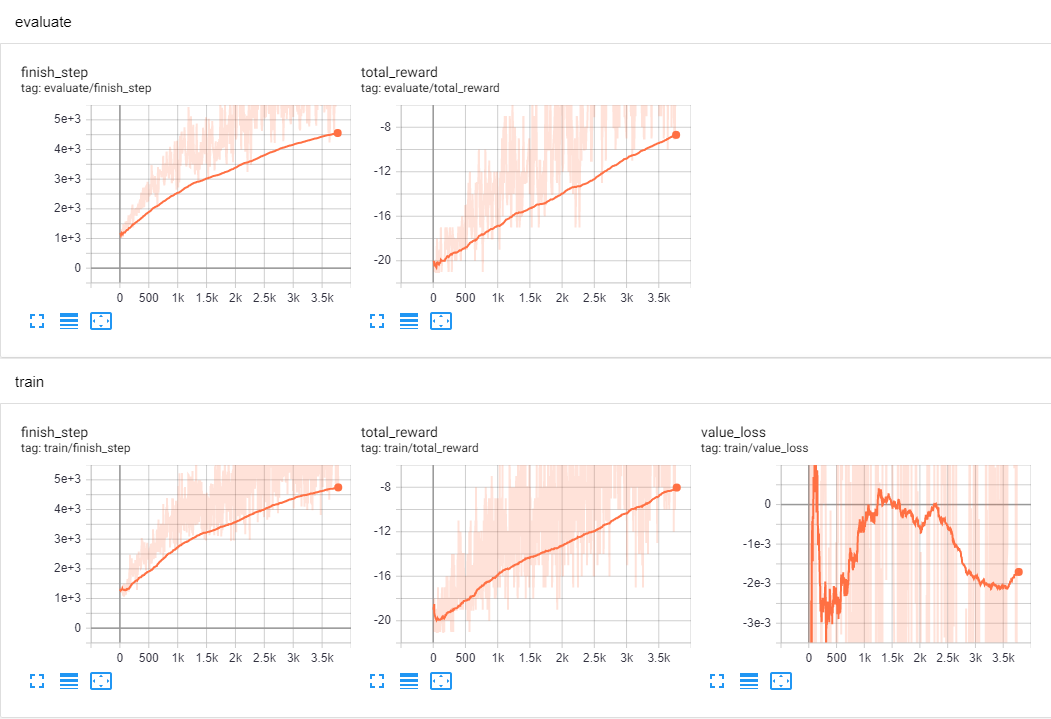 evaluate
finish_step
tag: evaluate/finish_step
5e+3
4e+3
3e+3
2e+3
1e+3
0
0 500 1k 1.5k 2k 2.5k 3k 3.5k
total_reward
tag: evaluate/total_reward
-8
-12
-16
-20
0 500 1k 1.5k 2k 2.5k 3k 3.5k
train
finish_step
tag: train/finish_step
5e+3
4e+3
3e+3
2e+3
1e+3
0
0 500 1k 1.5k 2k 2.5k 3k 3.5k
total_reward
tag: train/total_reward
-8
-12
-16
-20
0 500 1k 1.5k 2k 2.5k 3k 3.5k
value_loss
tag: train/value_loss
0
-1e-3
-2e-3
-3e-3
0 500 1k 1.5k 2k 2.5k 3k 3.5k